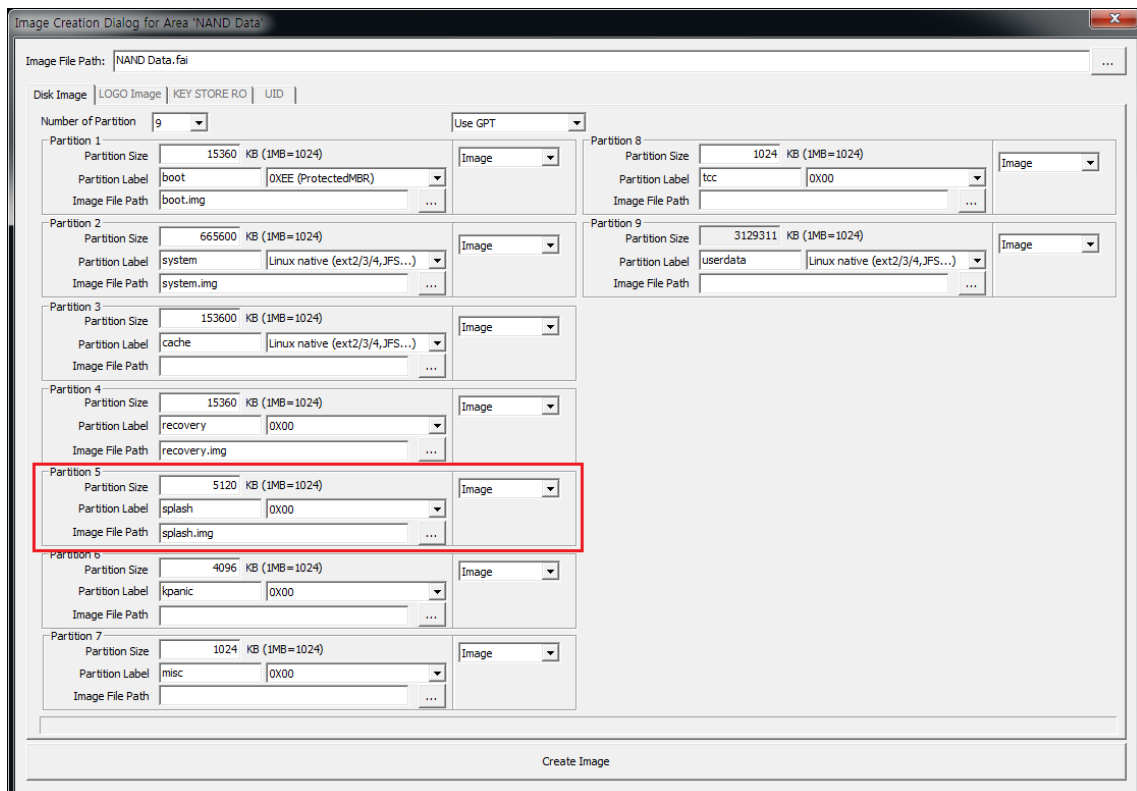 Image Creation Dialog for Area 'NAND Data'
Image File Path: NAND Data.fai ...
Disk Image LOGO Image KEY STORE RO UID
Number of Partition 9 Use GPT
Partition 1
Partition Size 15360 KB (1MB=1024) Image
Partition Label boot 0XEE (ProtectedMBR)
Image File Path boot.img ...
Partition 2
Partition Size 665600 KB (1MB=1024) Image
Partition Label system Linux native (ext2/3/4,JFS...)
Image File Path system.img ...
Partition 3
Partition Size 153600 KB (1MB=1024) Image
Partition Label cache Linux native (ext2/3/4,JFS...)
Image File Path ...
Partition 4
Partition Size 15360 KB (1MB=1024) Image
Partition Label recovery 0X00
Image File Path recovery.img ...
Partition 5
Partition Size 5120 KB (1MB=1024) Image
Partition Label splash 0X00
Image File Path splash.img ...
Partition 6
Partition Size 4096 KB (1MB=1024) Image
Partition Label kpanic 0X00
Image File Path ...
Partition 7
Partition Size 1024 KB (1MB=1024) Image
Partition Label misc 0X00
Image File Path ...
Partition 8
Partition Size 1024 KB (1MB=1024) Image
Partition Label tcc 0X00
Image File Path ...
Partition 9
Partition Size 3129311 KB (1MB=1024) Image
Partition Label userdata Linux native (ext2/3/4,JFS...)
Image File Path ...
Create Image